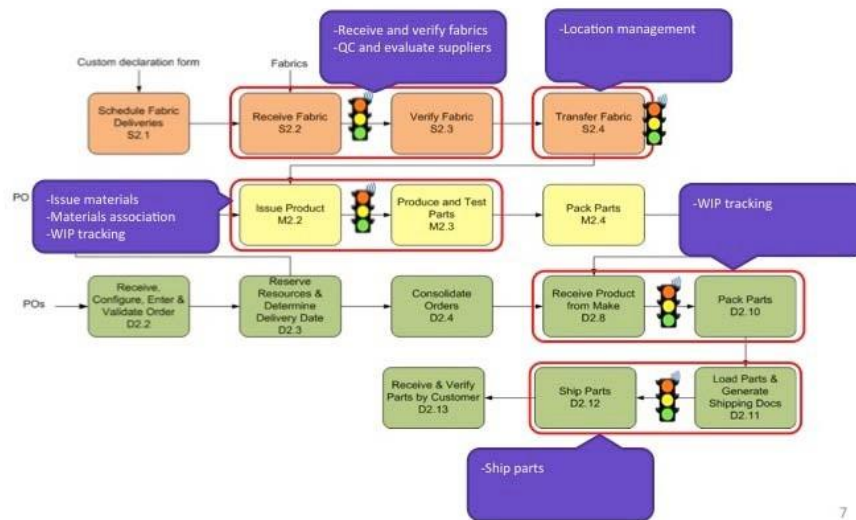 -Receive and verify fabrics
-QC and evaluate suppliers
-Location management
Custom declaration form
Fabrics
Schedule Fabric
Deliveries
S2.1
Receive Fabric
S2.2
Verify Fabric
S2.3
Transfer Fabric
S2.4
PO
-Issue materials
-Materials association
-WIP tracking
Issue Product
M2.2
Produce and Test
Parts
M2.3
Pack Parts
M2.4
-WIP tracking
POs
Receive,
Configure, Enter &
Validate Order
D2.2
Reserve
Resources &
Determine
Delivery Date
D2.3
Consolidate
Orders
D2.4
Receive Product
from Make
D2.8
Pack Parts
D2.10
Receive & Verify
Parts by Customer
D2.13
Ship Parts
D2.12
Load Parts &
Generate
Shipping Docs
D2.11
-Ship parts
7